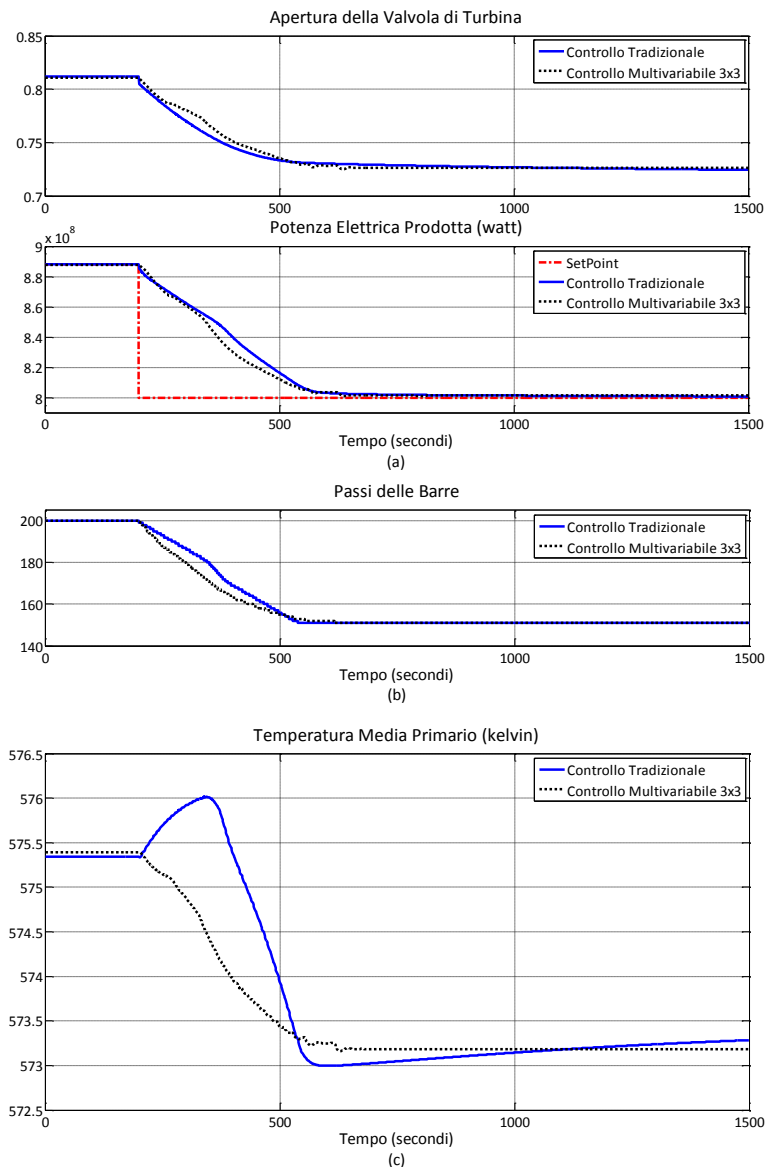 Apertura della Valvola di Turbina
0.85
0.8
0.75
0.7
Controllo Tradizionale
Controllo Multivariabile 3x3
0 500 1000 1500
Potenza Elettrica Prodotta (watt)
x 10^8
9
8.8
8.6
8.4
8.2
8
SetPoint
Controllo Tradizionale
Controllo Multivariabile 3x3
0 500 1000 1500
Tempo (secondi)
(a)
Passi delle Barre
200
180
160
140
Controllo Tradizionale
Controllo Multivariabile 3x3
0 500 1000 1500
Tempo (secondi)
(b)
Temperatura Media Primario (kelvin)
576.5
576
575.5
575
574.5
574
573.5
573
572.5
Controllo Tradizionale
Controllo Multivariabile 3x3
0 500 1000 1500
Tempo (secondi)
(c)